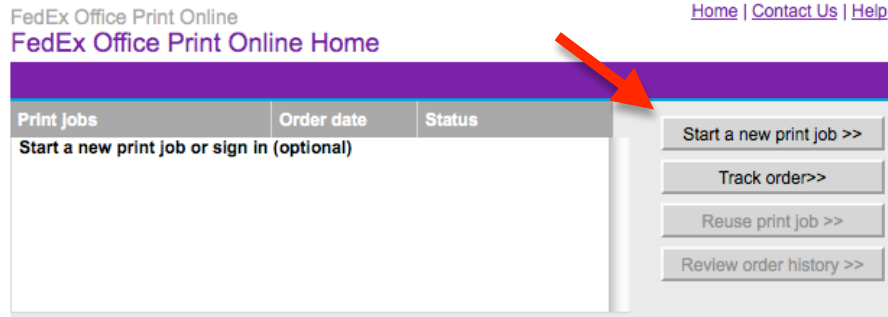 FedEx Office Print Online
Home | Contact Us | Help
FedEx Office Print Online Home
Print jobs Order date Status
Start a new print job or sign in (optional)
Start a new print job >>
Track order>>
Reuse print job >>
Review order history >>